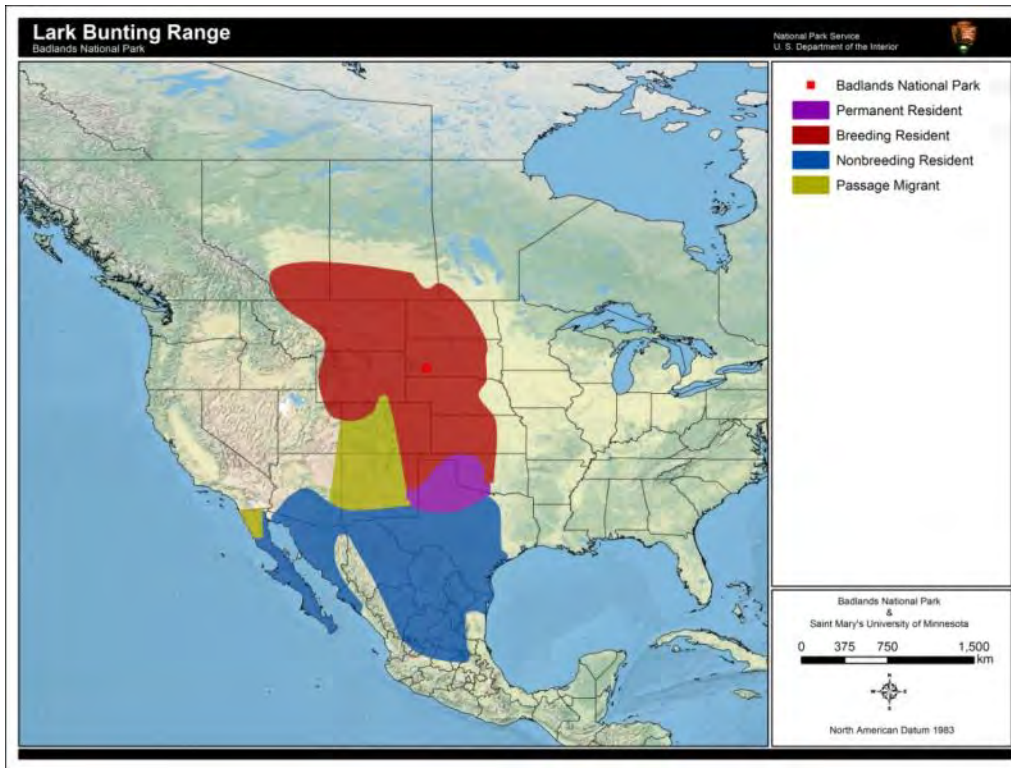 Lark Bunting Range
Badlands National Park
National Park Service
U. S. Department of the Interior
Badlands National Park
Permanent Resident
Breeding Resident
Nonbreeding Resident
Passage Migrant
Badlands National Park
&
Saint Mary's University of Minnesota
0 375 750 1,500
km
N
W E
S
North American Datum 1983